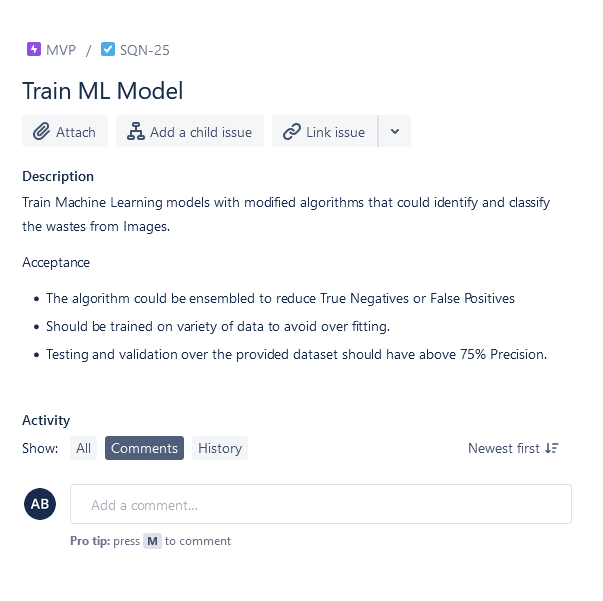 MVP / SQN-25
Train ML Model
Attach Add a child issue Link issue
Description
Train Machine Learning models with modified algorithms that could identify and classify
the wastes from Images.
Acceptance
• The algorithm could be ensembled to reduce True Negatives or False Positives
• Should be trained on variety of data to avoid over fitting.
• Testing and validation over the provided dataset should have above 75% Precision.
Activity
Show: All Comments History Newest first
AB Add a comment...
Pro tip: press M to comment